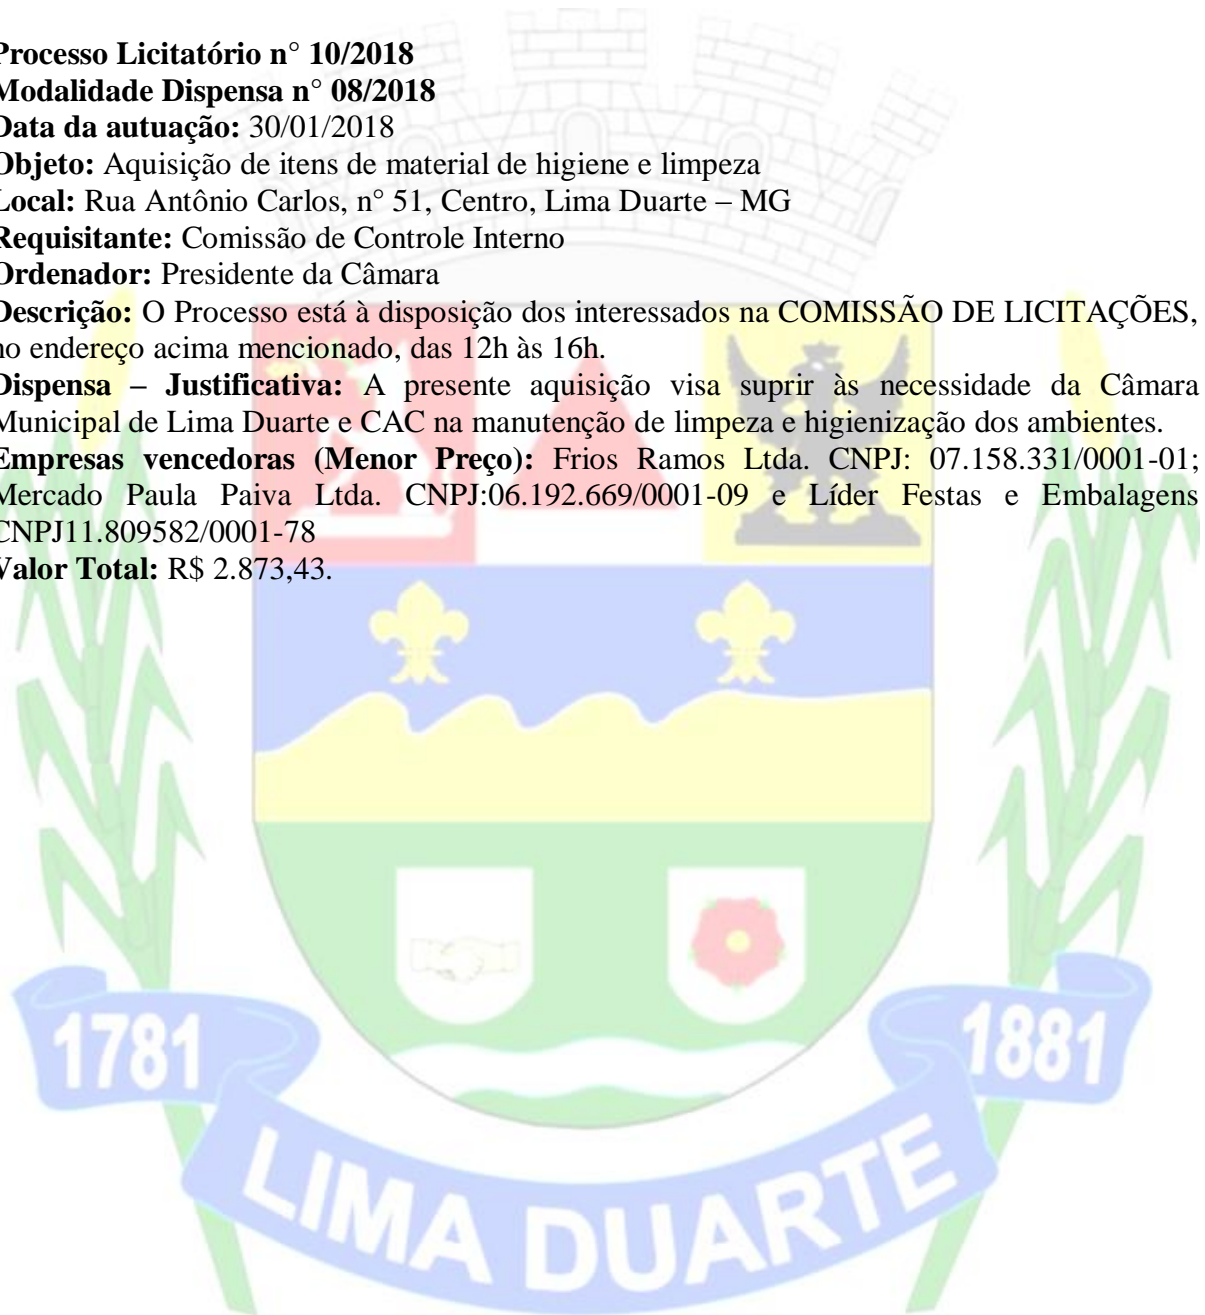 Processo Licitatório n° 10/2018
Modalidade Dispensa n° 08/2018
Data da autuação: 30/01/2018
Objeto: Aquisição de itens de material de higiene e limpeza
Local: Rua Antônio Carlos, n° 51, Centro, Lima Duarte – MG
Requisitante: Comissão de Controle Interno
Ordenador: Presidente da Câmara
Descrição: O Processo está à disposição dos interessados na COMISSÃO DE LICITAÇÕES,
no endereço acima mencionado, das 12h às 16h.
Dispensa – Justificativa: A presente aquisição visa suprir às necessidade da Câmara
Municipal de Lima Duarte e CAC na manutenção de limpeza e higienização dos ambientes.
Empresas vencedoras (Menor Preço): Frios Ramos Ltda. CNPJ: 07.158.331/0001-01;
Mercado Paula Paiva Ltda. CNPJ:06.192.669/0001-09 e Líder Festas e Embalagens
CNPJ11.809582/0001-78
Valor Total: R$ 2.873,43.
1781
1881
LIMA DUARTE